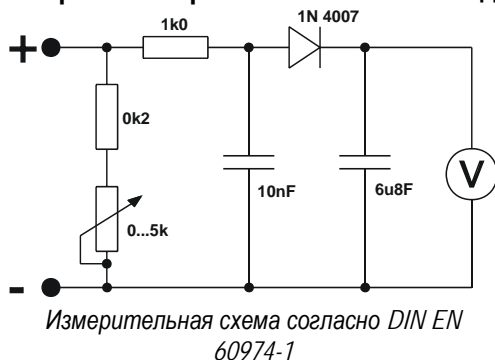 1k0
1N 4007
+
0k2
10nF
6u8F
V
0...5k
-
Измерительная схема согласно DIN EN
60974-1